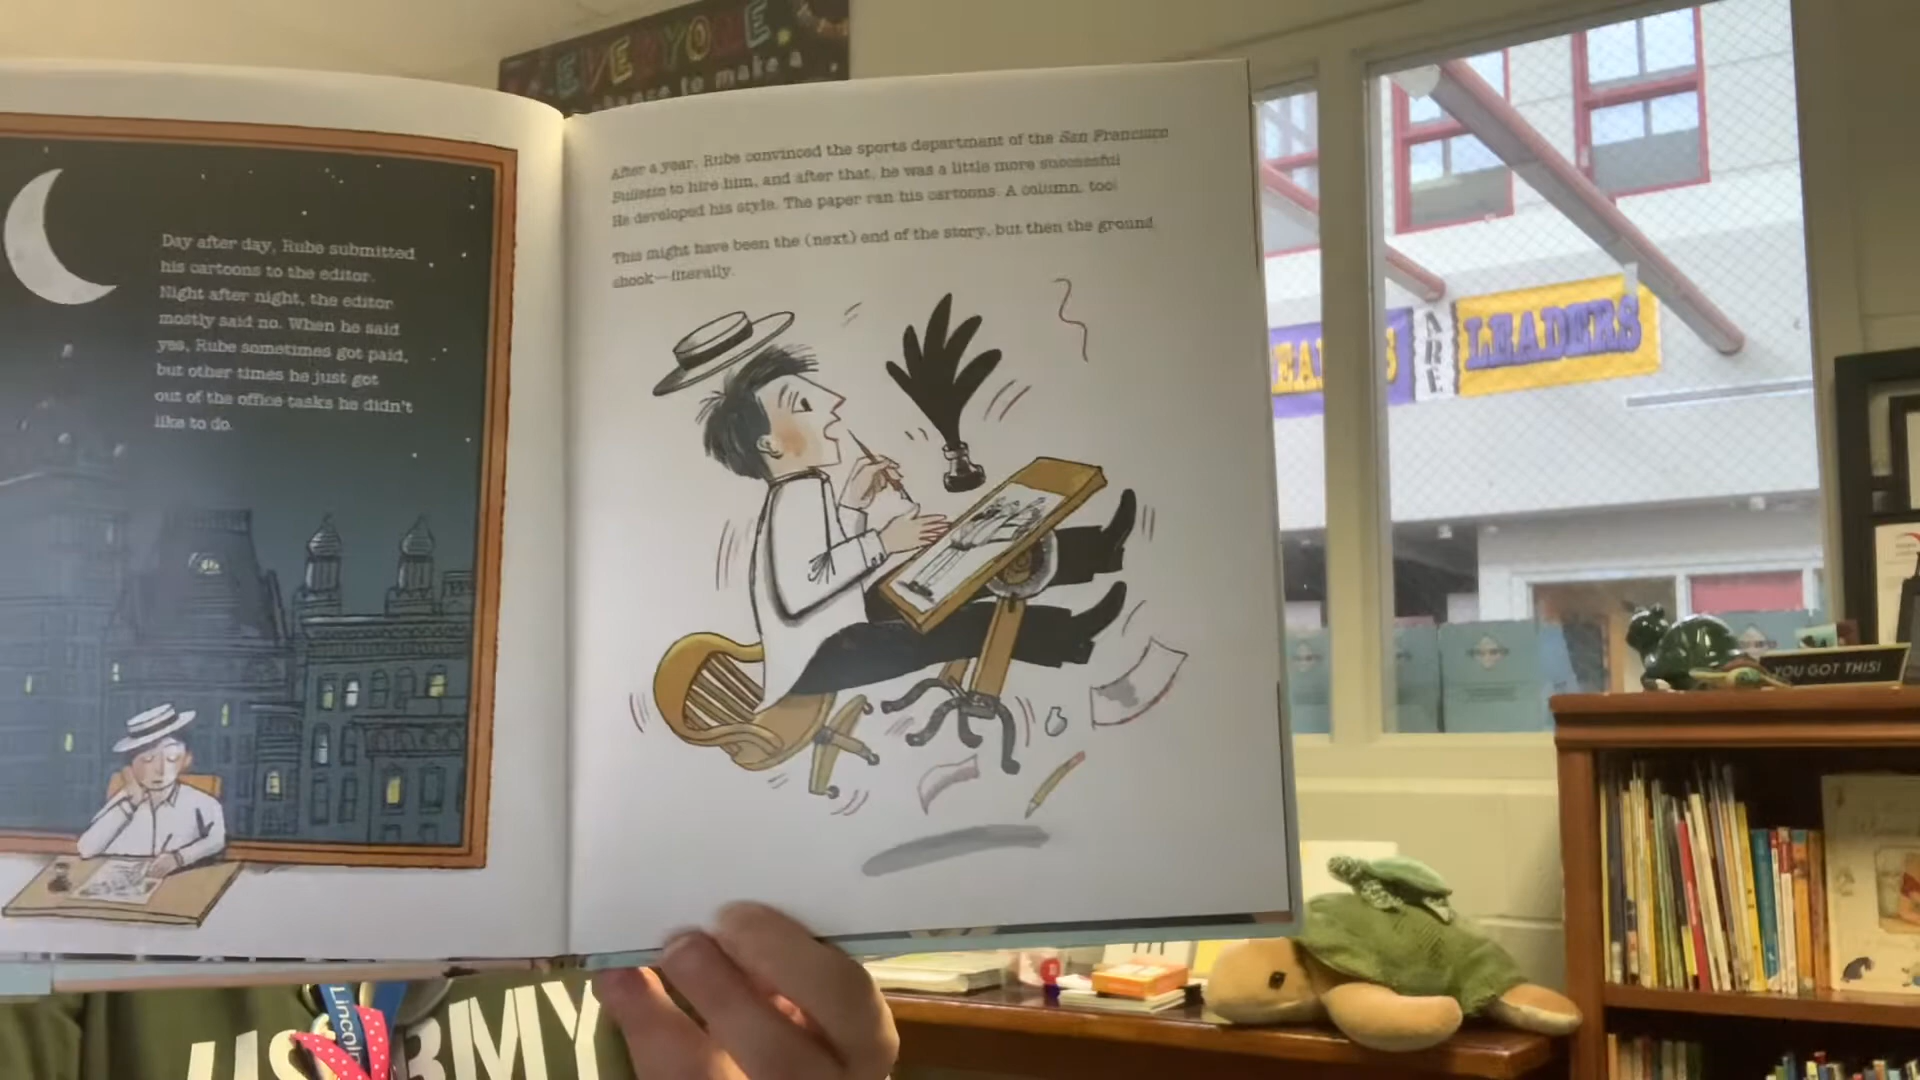 EVERYONE
chance to make a
Day after day, Rube submitted
his cartoons to the editor.
Night after night, the editor
mostly said no. When he said
yes, Rube sometimes got paid,
but other times he just got
out of the office tasks he didn't
like to do.
After a year, Rube convinced the sports department of the San Francisco
Bulletin to hire him, and after that, he was a little more successful.
He developed his style. The paper ran his cartoons. A column, too!
This might have been the (next) end of the story, but then the ground
shook—literally.
ARE
LEADERS
YOU GOT THIS!
Lincoln
US ARMY